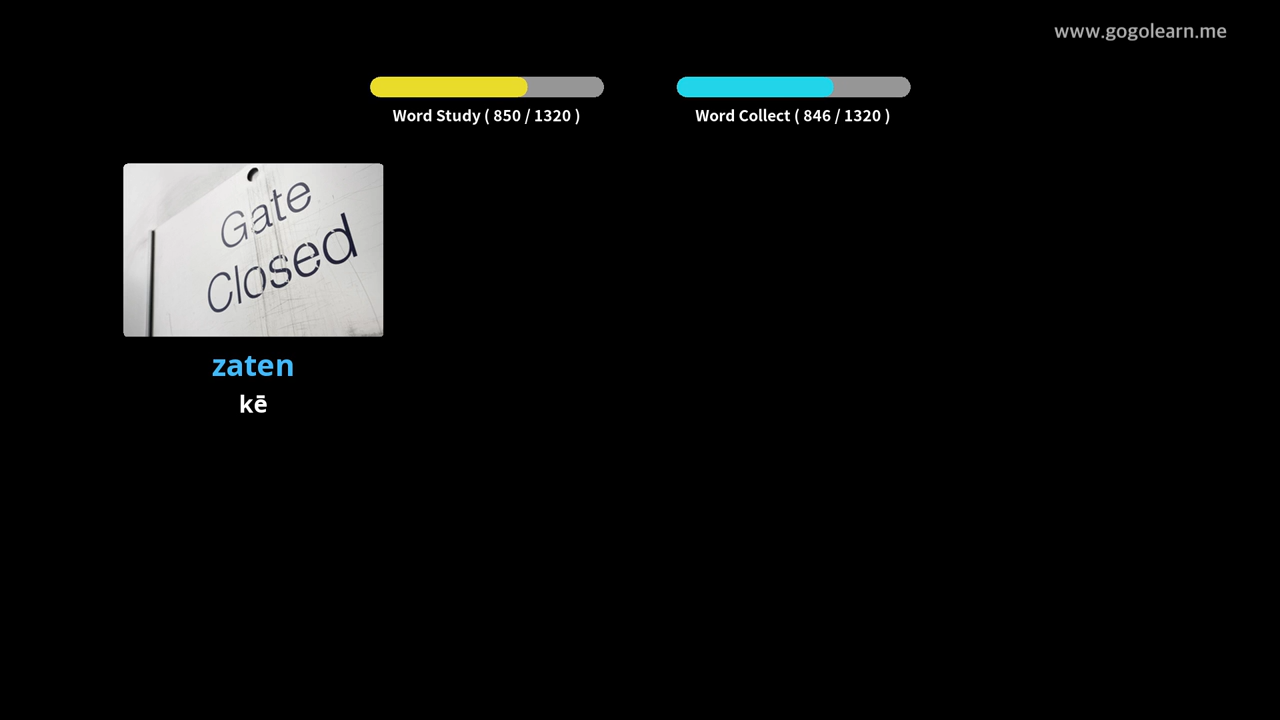 www.gogolearn.me
Word Study ( 850 / 1320 )
Word Collect ( 846 / 1320 )
Gate
Closed
zaten
kē